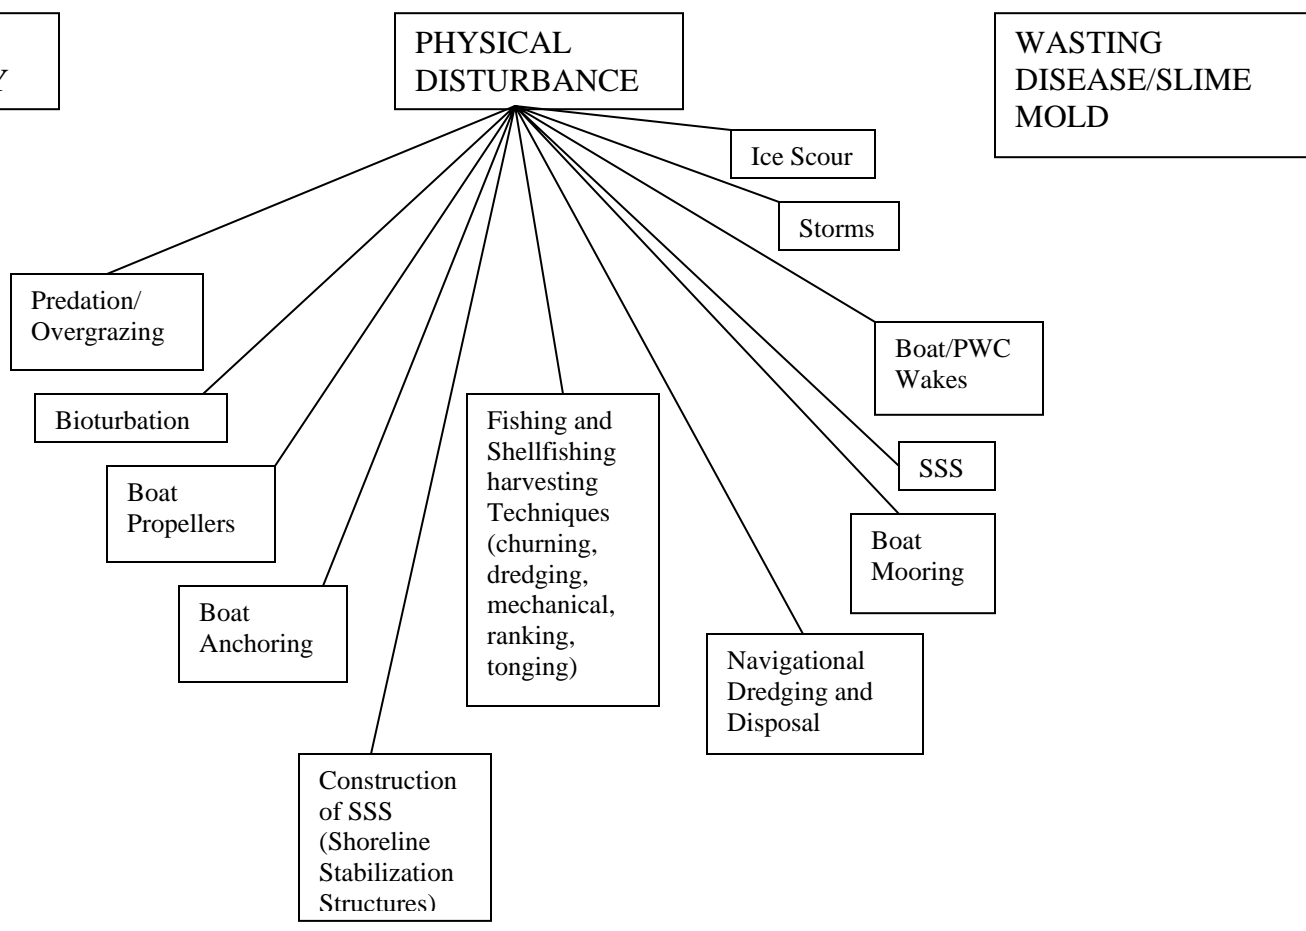 Y
PHYSICAL
DISTURBANCE
WASTING
DISEASE/SLIME
MOLD
Ice Scour
Storms
Predation/
Overgrazing
Boat/PWC
Wakes
Bioturbation
Fishing and
Shellfishing
harvesting
Techniques
(churning,
dredging,
mechanical,
ranking,
tonging)
SSS
Boat
Propellers
Boat
Mooring
Boat
Anchoring
Navigational
Dredging and
Disposal
Construction
of SSS
(Shoreline
Stabilization
Structures)